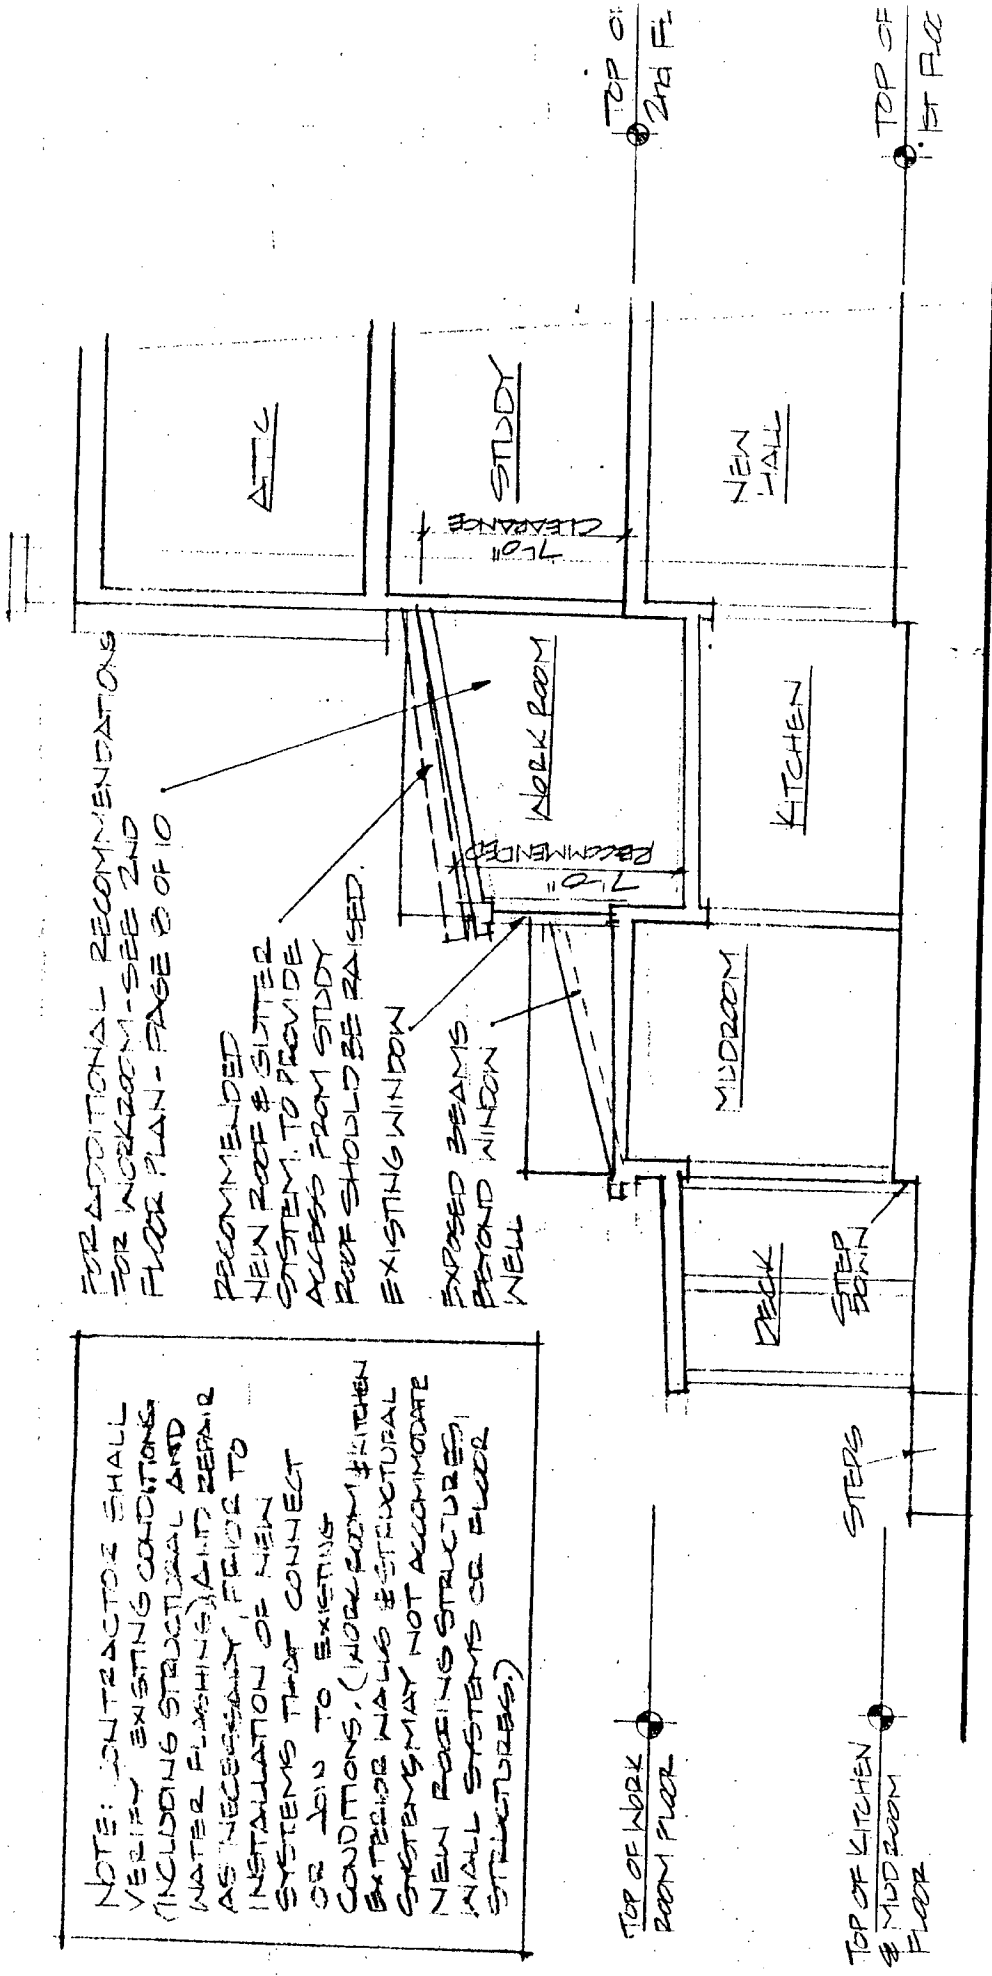 NOTE: CONTRACTOR SHALL
VERIFY EXISTING CONDITIONS
(INCLUDING STRUCTURAL AND
WATER FLASHING) AND REPAIR
AS NECESSARY, PRIOR TO
INSTALLATION OF NEW
SYSTEMS THAT CONNECT
OR JOIN TO EXISTING
CONDITIONS. (WORK ROOM & KITCHEN
EXTERIOR WALLS & STRUCTURAL
SYSTEMS MAY NOT ACCOMMODATE
NEW ROOFING STRUCTURES,
WALL SYSTEMS OR FLOOR
STRUCTURES.)
FOR ADDITIONAL RECOMMENDATIONS
FOR WORKROOM - SEE 2ND
FLOOR PLAN - PAGE 8 OF 10
RECOMMENDED
NEW ROOF & GUTTER
SYSTEM. TO PROVIDE
ACCESS FROM STUDY
ROOF SHOULD BE RAISED.
EXISTING WINDOW
EXPOSED BEAMS
BEYOND WINDOW
WELL
ATTIC
STUDY
7'-0"
CLEARANCE
WORK ROOM
7'-0"
RECOMMENDED
NEW
HALL
KITCHEN
MUDROOM
DECK
STEP
DOWN
STEPS
TOP OF WORK
ROOM FLOOR
TOP OF KITCHEN
& MUDROOM
FLOOR
TOP OF
2nd FL
TOP OF
1ST FLOO